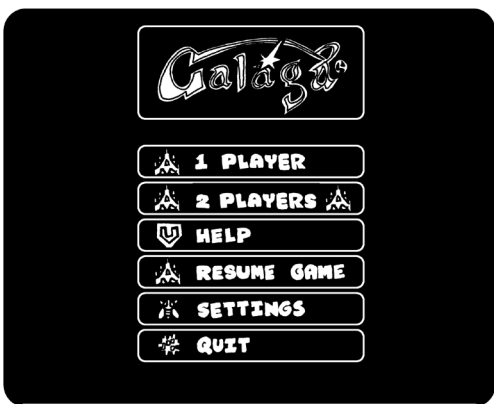 Galaga
1 PLAYER
2 PLAYERS
HELP
RESUME GAME
SETTINGS
QUIT